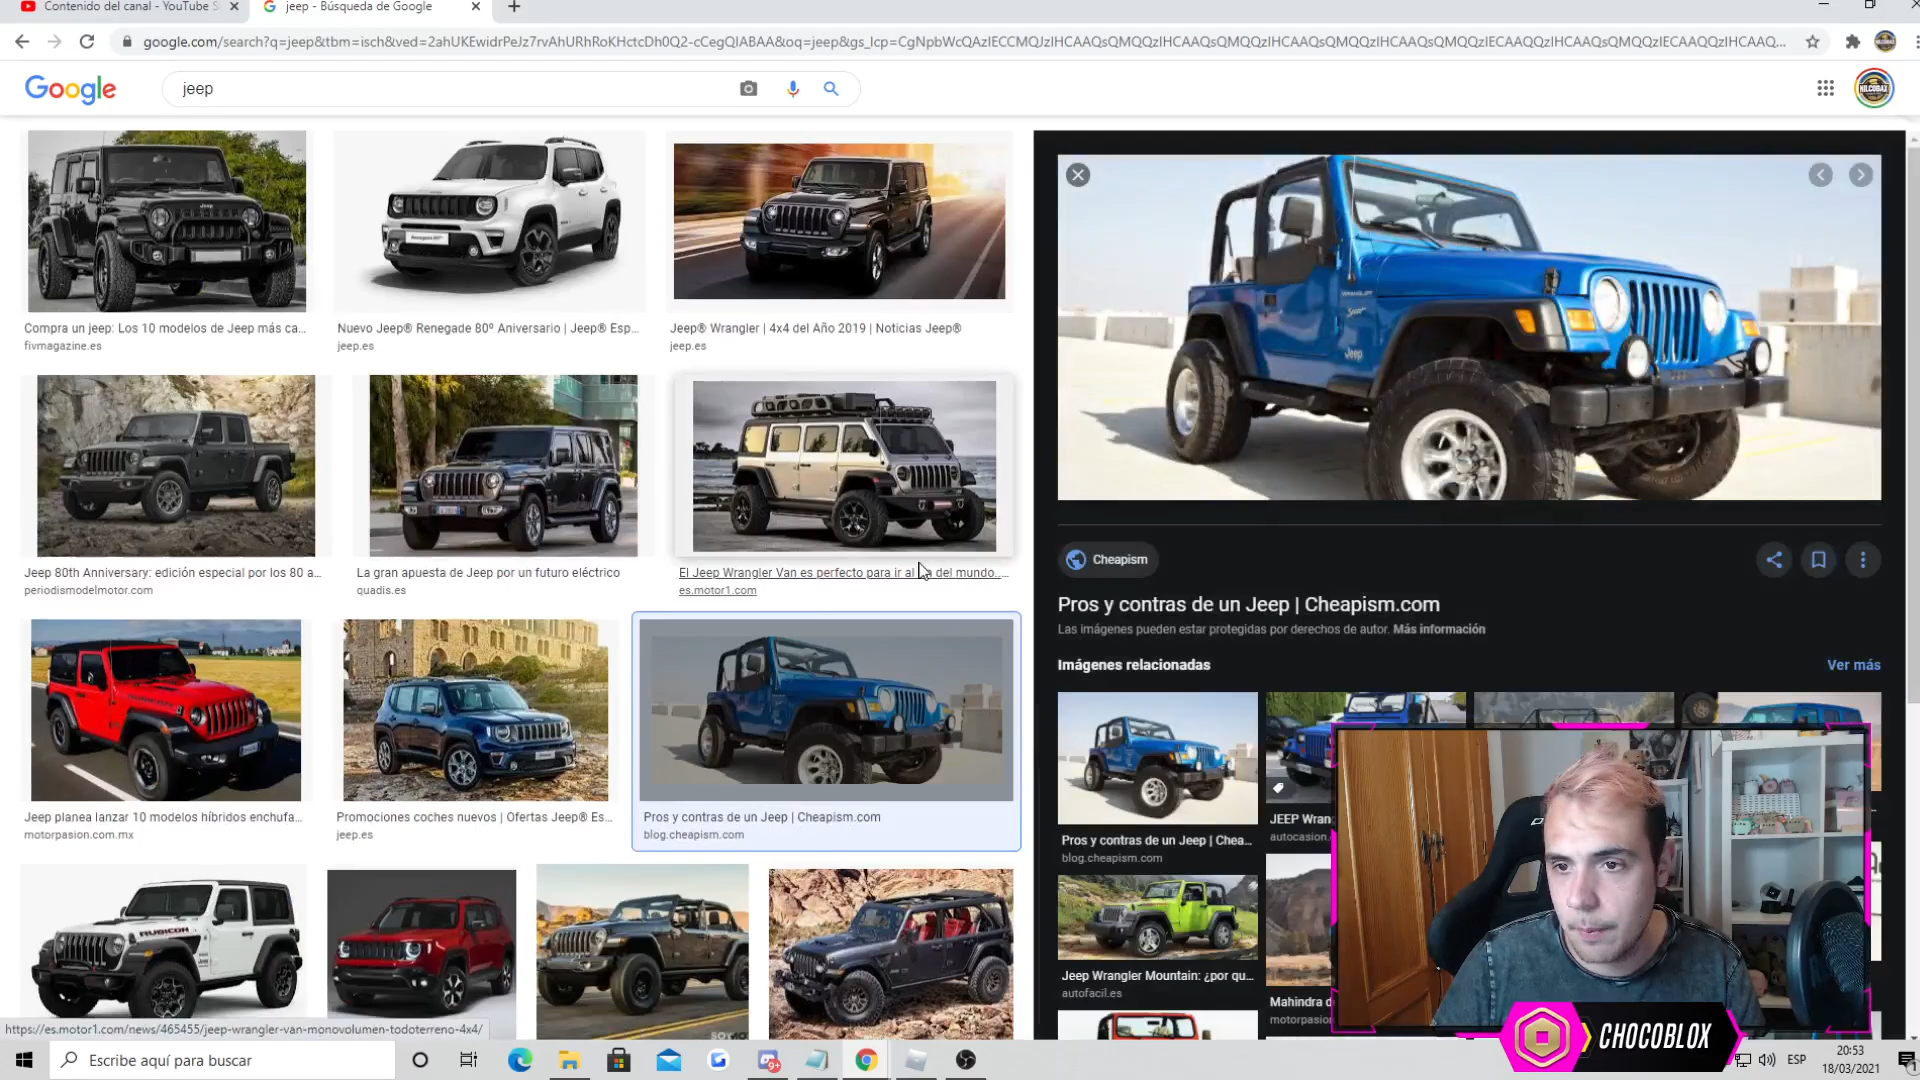 Contenido del canal - YouTube S
jeep - Búsqueda de Google
google.com/search?q=jeep&tbm=isch&ved=2ahUKEwidrPeJz7rvAhURhRoKHctcDh0Q2-cCegQIABAA&oq=jeep&gs_lcp=CgNpbWcQAzIECCMQJzIHCAAQsQMQQzIHCAAQsQMQQzIHCAAQsQMQQzIECAAQQzIHCAAQsQMQQzIECAAQQzIHCAAQ...
Google
jeep
Compra un jeep: Los 10 modelos de Jeep más ca...
fivmagazine.es
Nuevo Jeep® Renegade 80º Aniversario | Jeep® Esp...
jeep.es
Jeep® Wrangler | 4x4 del Año 2019 | Noticias Jeep®
jeep.es
Jeep 80th Anniversary: edición especial por los 80 a...
periodismodelmotor.com
La gran apuesta de Jeep por un futuro eléctrico
quadis.es
El Jeep Wrangler Van es perfecto para ir al del mundo...
es.motor1.com
Jeep planea lanzar 10 modelos híbridos enchufa...
motorpasion.com.mx
Promociones coches nuevos | Ofertas Jeep® Es...
jeep.es
Pros y contras de un Jeep | Cheapism.com
blog.cheapism.com
RUBICON
https://es.motor1.com/news/465455/jeep-wrangler-van-monovolumen-todoterreno-4x4/
Jeep
Cheapism
Pros y contras de un Jeep | Cheapism.com
Las imágenes pueden estar protegidas por derechos de autor. Más información
Imágenes relacionadas
Ver más
Pros y contras de un Jeep | Chea...
blog.cheapism.com
JEEP Wran
autocasion.
Jeep Wrangler Mountain: ¿por qu...
autofacil.es
Mahindra d
motorpasion
CHOCOBLOX
Escribe aquí para buscar
ESP
20:53
18/03/2021